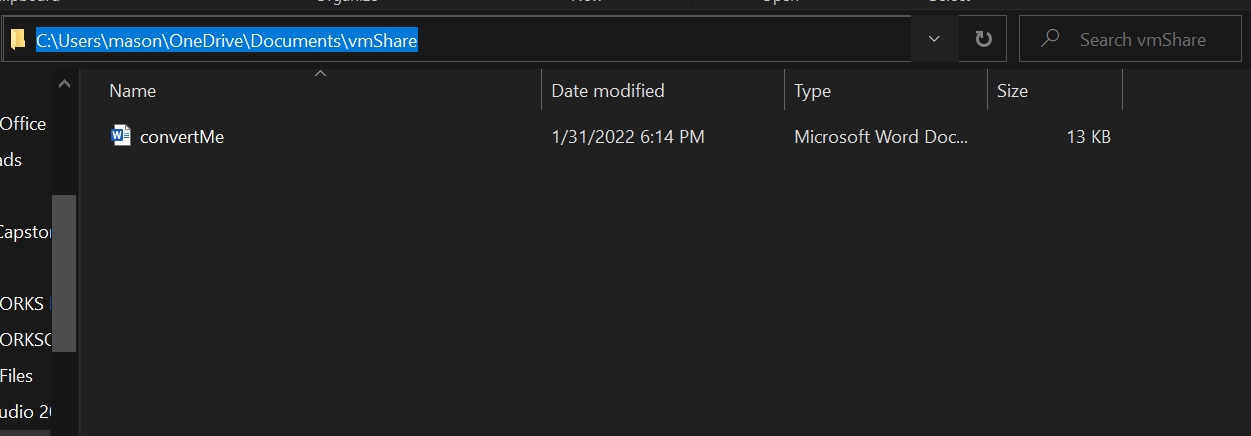 C:\Users\mason\OneDrive\Documents\vmShare
Search vmShare
Name Date modified Type Size
convertMe 1/31/2022 6:14 PM Microsoft Word Doc... 13 KB
Office
ads
Capstor
ORKS
ORKSC
Files
udio 20